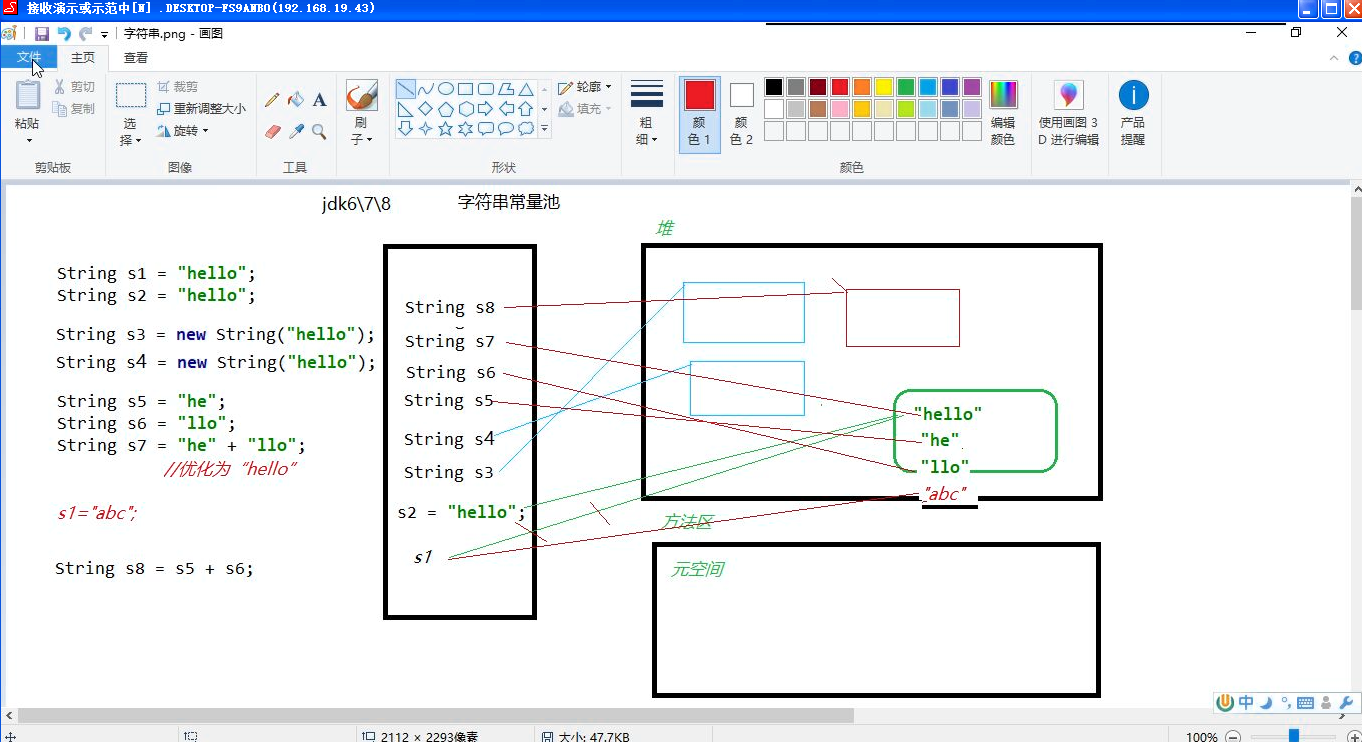 接收演示或示范中[N] .DESKTOP-FS9ANBO(192.168.19.43)
字符串.png - 画图
文件 主页 查看
剪切
复制
粘贴
剪贴板
选择
裁剪
重新调整大小
旋转
图像
A
工具
刷子
形状
轮廓
填充
粗细
颜色 1
颜色 2
颜色
编辑颜色
使用画图 3D 进行编辑
产品提醒
jdk6\7\8 字符串常量池
堆
String s1 = "hello";
String s2 = "hello";
String s3 = new String("hello");
String s4 = new String("hello");
String s5 = "he";
String s6 = "llo";
String s7 = "he" + "llo";
//优化为“hello”
s1="abc";
String s8 = s5 + s6;
String s8
String s7
String s6
String s5
String s4
String s3
s2 = "hello";
s1
"hello"
"he"
"llo"
"abc"
方法区
元空间
中
2112 × 2293像素
大小: 47.7KB
100%